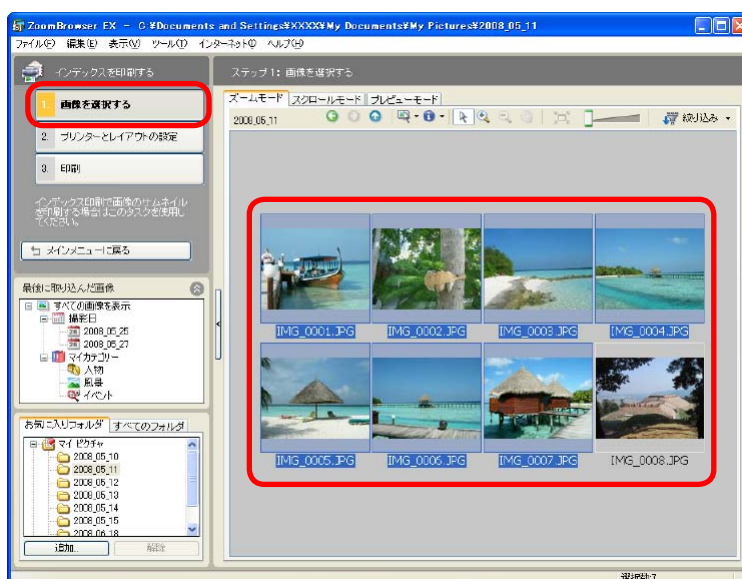 ZoomBrowser EX - C:¥Documents and Settings¥XXXX¥My Documents¥My Pictures¥2008_05_11
ファイル(F) 編集(E) 表示(V) ツール(T) インターネット(I) ヘルプ(H)
インデックスを印刷する
1. 画像を選択する
2. プリンターとレイアウトの設定
3. 印刷
インデックス印刷で画像のサムネイル
を印刷する場合はこのタスクを使用し
てください。
メインメニューに戻る
最後に取り込んだ画像
すべての画像を表示
撮影日
2008_05_25
2008_05_27
マイカテゴリー
人物
風景
イベント
お気に入りフォルダ すべてのフォルダ
マイ ピクチャ
2008_05_10
2008_05_11
2008_05_12
2008_05_13
2008_05_14
2008_05_15
2008_06_18
追加... 解除
ステップ1: 画像を選択する
ズームモード スクロールモード プレビューモード
2008_05_11 絞り込み
IMG_0001.JPG IMG_0002.JPG IMG_0003.JPG IMG_0004.JPG
IMG_0005.JPG IMG_0006.JPG IMG_0007.JPG IMG_0008.JPG
選択数:7